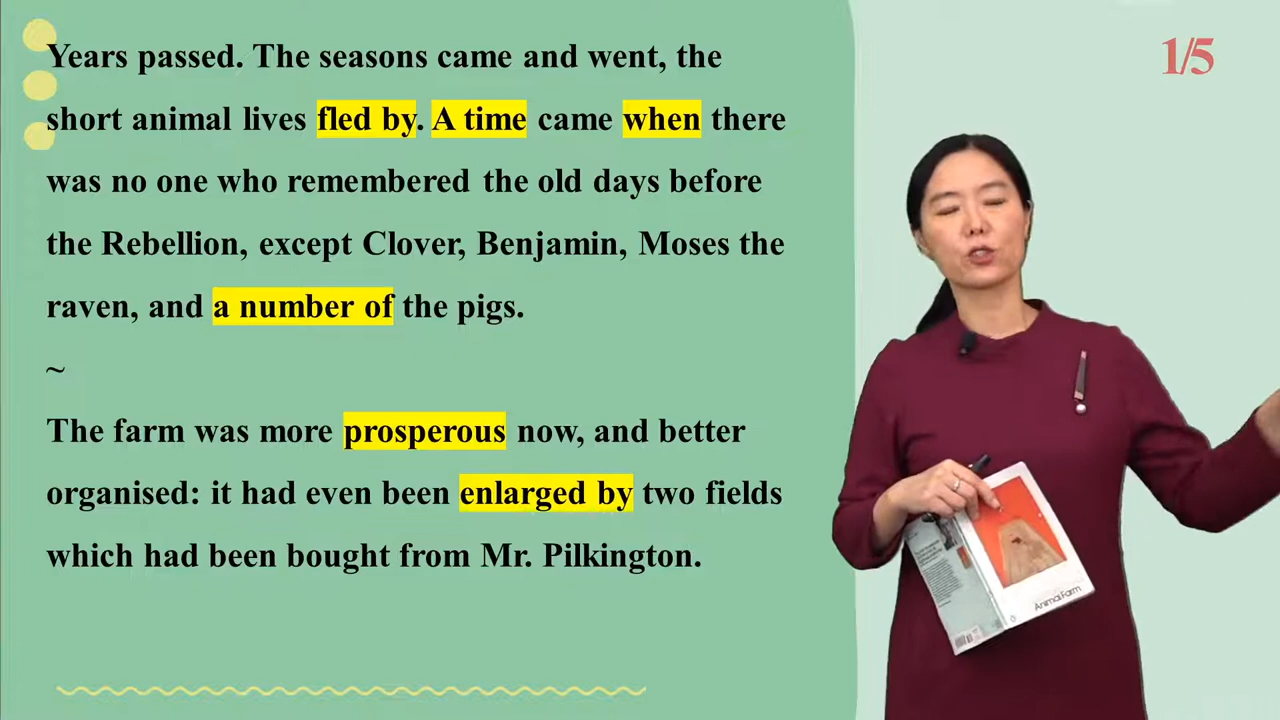 Years passed. The seasons came and went, the
short animal lives fled by. A time came when there
was no one who remembered the old days before
the Rebellion, except Clover, Benjamin, Moses the
raven, and a number of the pigs.
~
The farm was more prosperous now, and better
organised: it had even been enlarged by two fields
which had been bought from Mr. Pilkington.
1/5
Animal Farm